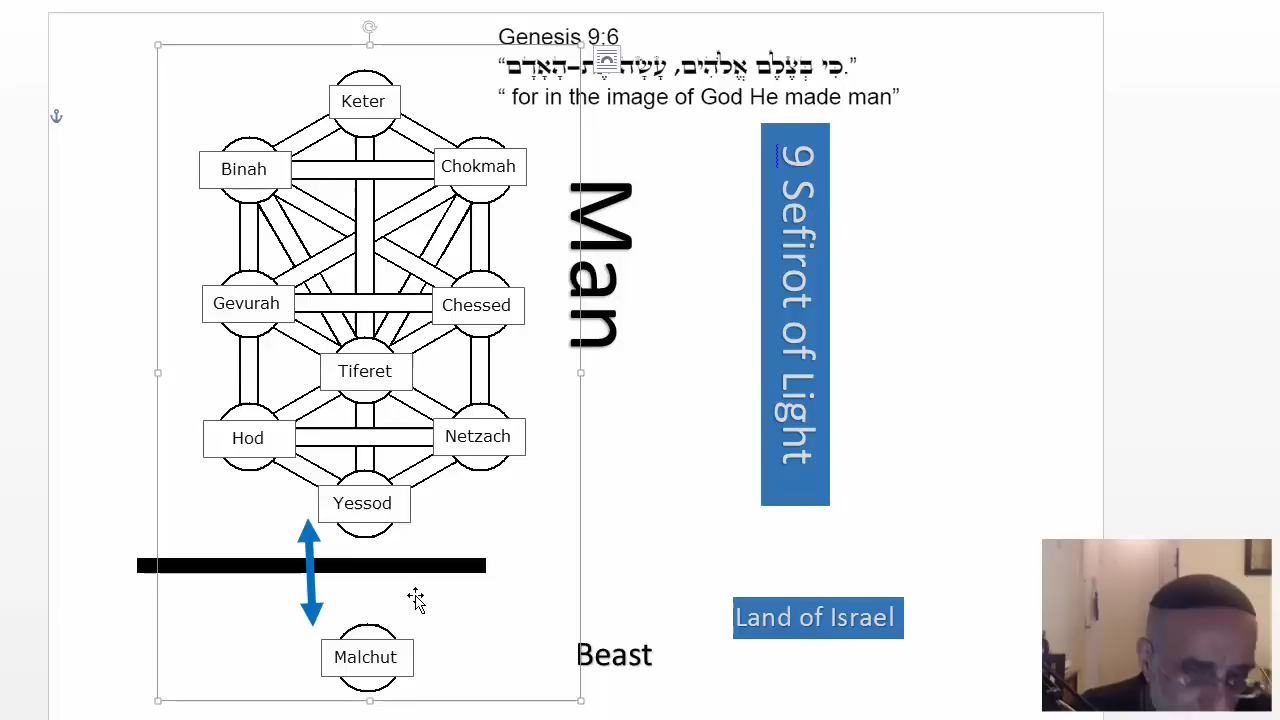 Genesis 9:6
“כִּי בְּצֶלֶם אֱלֹהִים, עָשָׂה אֶת-הָאָדָם.”
“ for in the image of God He made man”
Keter
Binah
Chokmah
Gevurah
Chessed
Tiferet
Hod
Netzach
Yessod
Malchut
Man
9 Sefirot of Light
Land of Israel
Beast